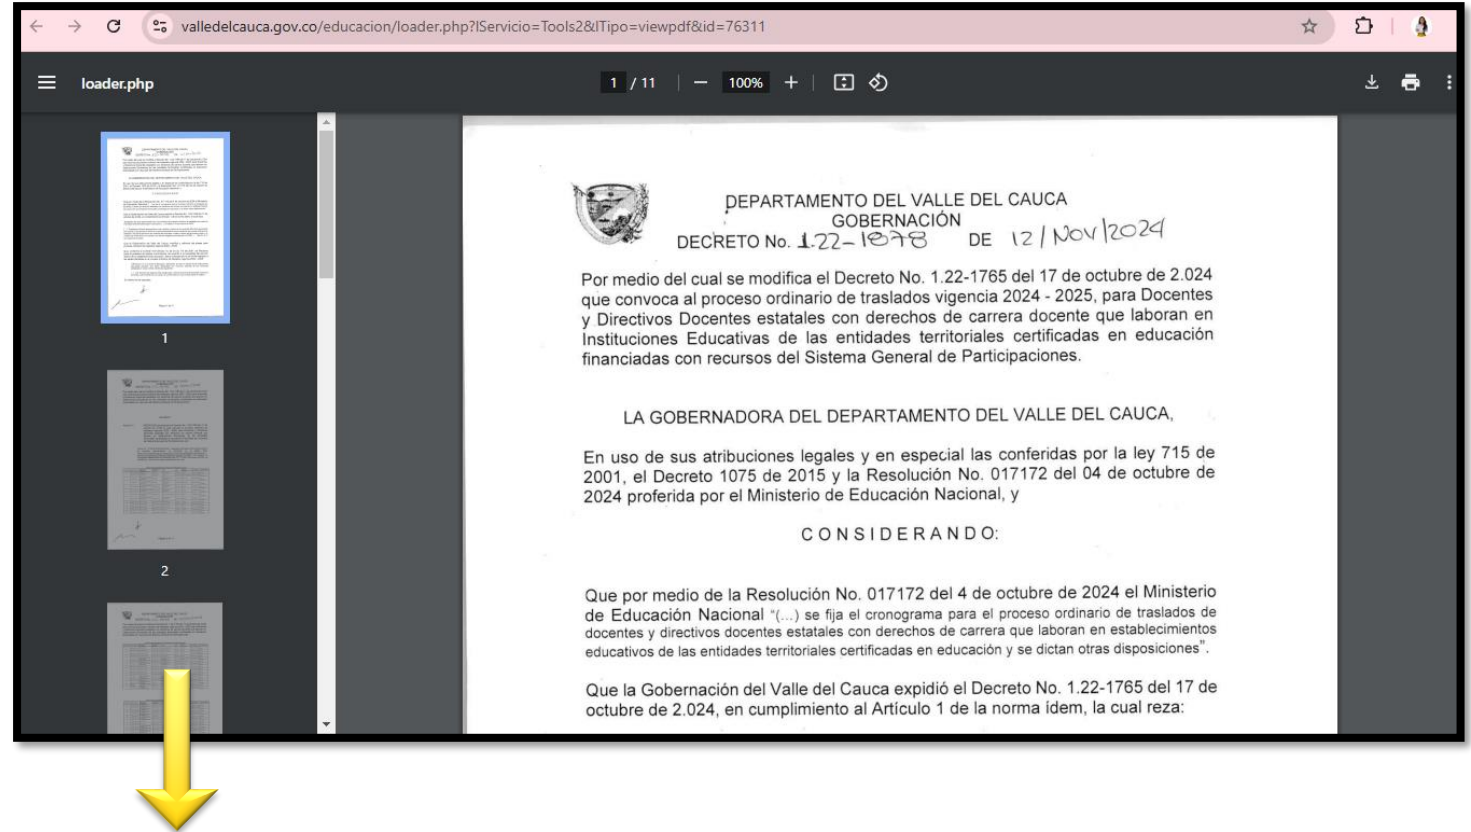 valledelcauca.gov.co/educacion/loader.php?lServicio=Tools2&lTipo=viewpdf&id=76311
loader.php
1 / 11
100%
DEPARTAMENTO DEL VALLE DEL CAUCA
GOBERNACIÓN
DECRETO No. 1.22-1878 DE 12/Nov/2024
Por medio del cual se modifica el Decreto No. 1.22-1765 del 17 de octubre de 2.024
que convoca al proceso ordinario de traslados vigencia 2024 - 2025, para Docentes
y Directivos Docentes estatales con derechos de carrera docente que laboran en
Instituciones Educativas de las entidades territoriales certificadas en educación
financiadas con recursos del Sistema General de Participaciones.
LA GOBERNADORA DEL DEPARTAMENTO DEL VALLE DEL CAUCA,
En uso de sus atribuciones legales y en especial las conferidas por la ley 715 de
2001, el Decreto 1075 de 2015 y la Resolución No. 017172 del 04 de octubre de
2024 proferida por el Ministerio de Educación Nacional, y
C O N S I D E R A N D O:
Que por medio de la Resolución No. 017172 del 4 de octubre de 2024 el Ministerio
de Educación Nacional “(...) se fija el cronograma para el proceso ordinario de traslados de
docentes y directivos docentes estatales con derechos de carrera que laboran en establecimientos
educativos de las entidades territoriales certificadas en educación y se dictan otras disposiciones”.
Que la Gobernación del Valle del Cauca expidió el Decreto No. 1.22-1765 del 17 de
octubre de 2.024, en cumplimiento al Artículo 1 de la norma ídem, la cual reza:
1
2